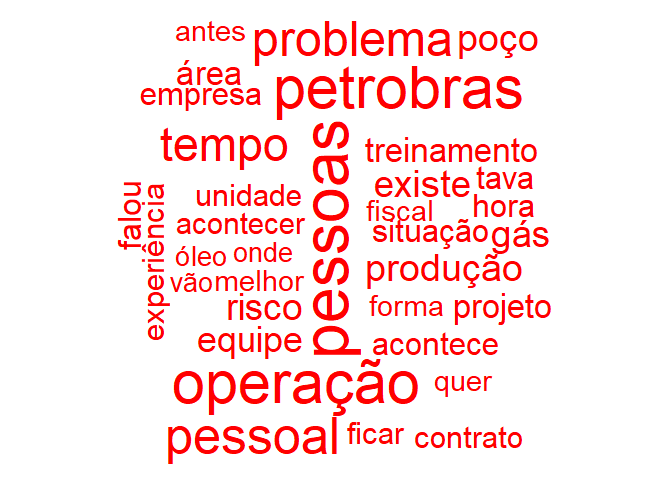 antes
problema
poço
área
empresa
petrobras
tempo
pessoas
treinamento
existe
tava
unidade
fiscal
hora
falou
experiência
acontecer
situação
gás
óleo
onde
vão
melhor
produção
risco
forma
projeto
equipe
acontece
operação
quer
pessoal
ficar
contrato